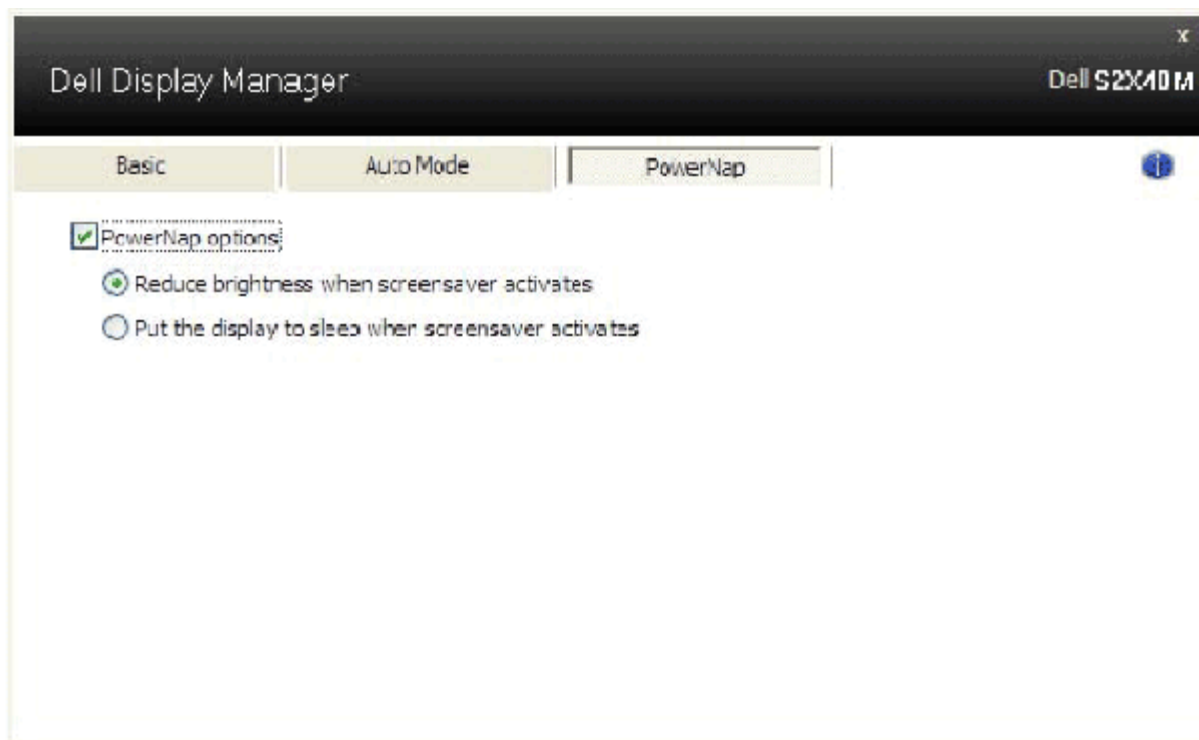 x
Dell Display Manager
Dell S2X40M
Basic
Auto Mode
PowerNap
PowerNap options
Reduce brightness when screensaver activates
Put the display to sleep when screensaver activates